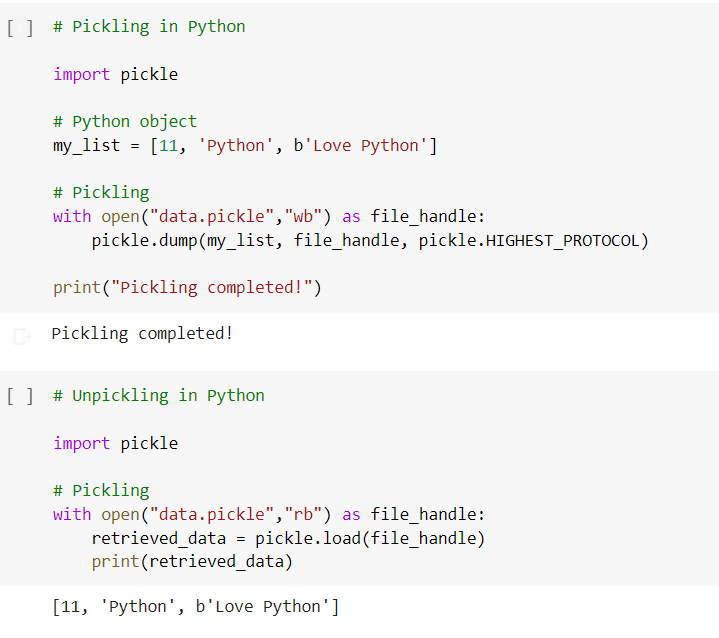 [ ] # Pickling in Python
import pickle
# Python object
my_list = [11, 'Python', b'Love Python']
# Pickling
with open("data.pickle","wb") as file_handle:
    pickle.dump(my_list, file_handle, pickle.HIGHEST_PROTOCOL)
print("Pickling completed!")
Pickling completed!
[ ] # Unpickling in Python
import pickle
# Pickling
with open("data.pickle","rb") as file_handle:
    retrieved_data = pickle.load(file_handle)
    print(retrieved_data)
[11, 'Python', b'Love Python']